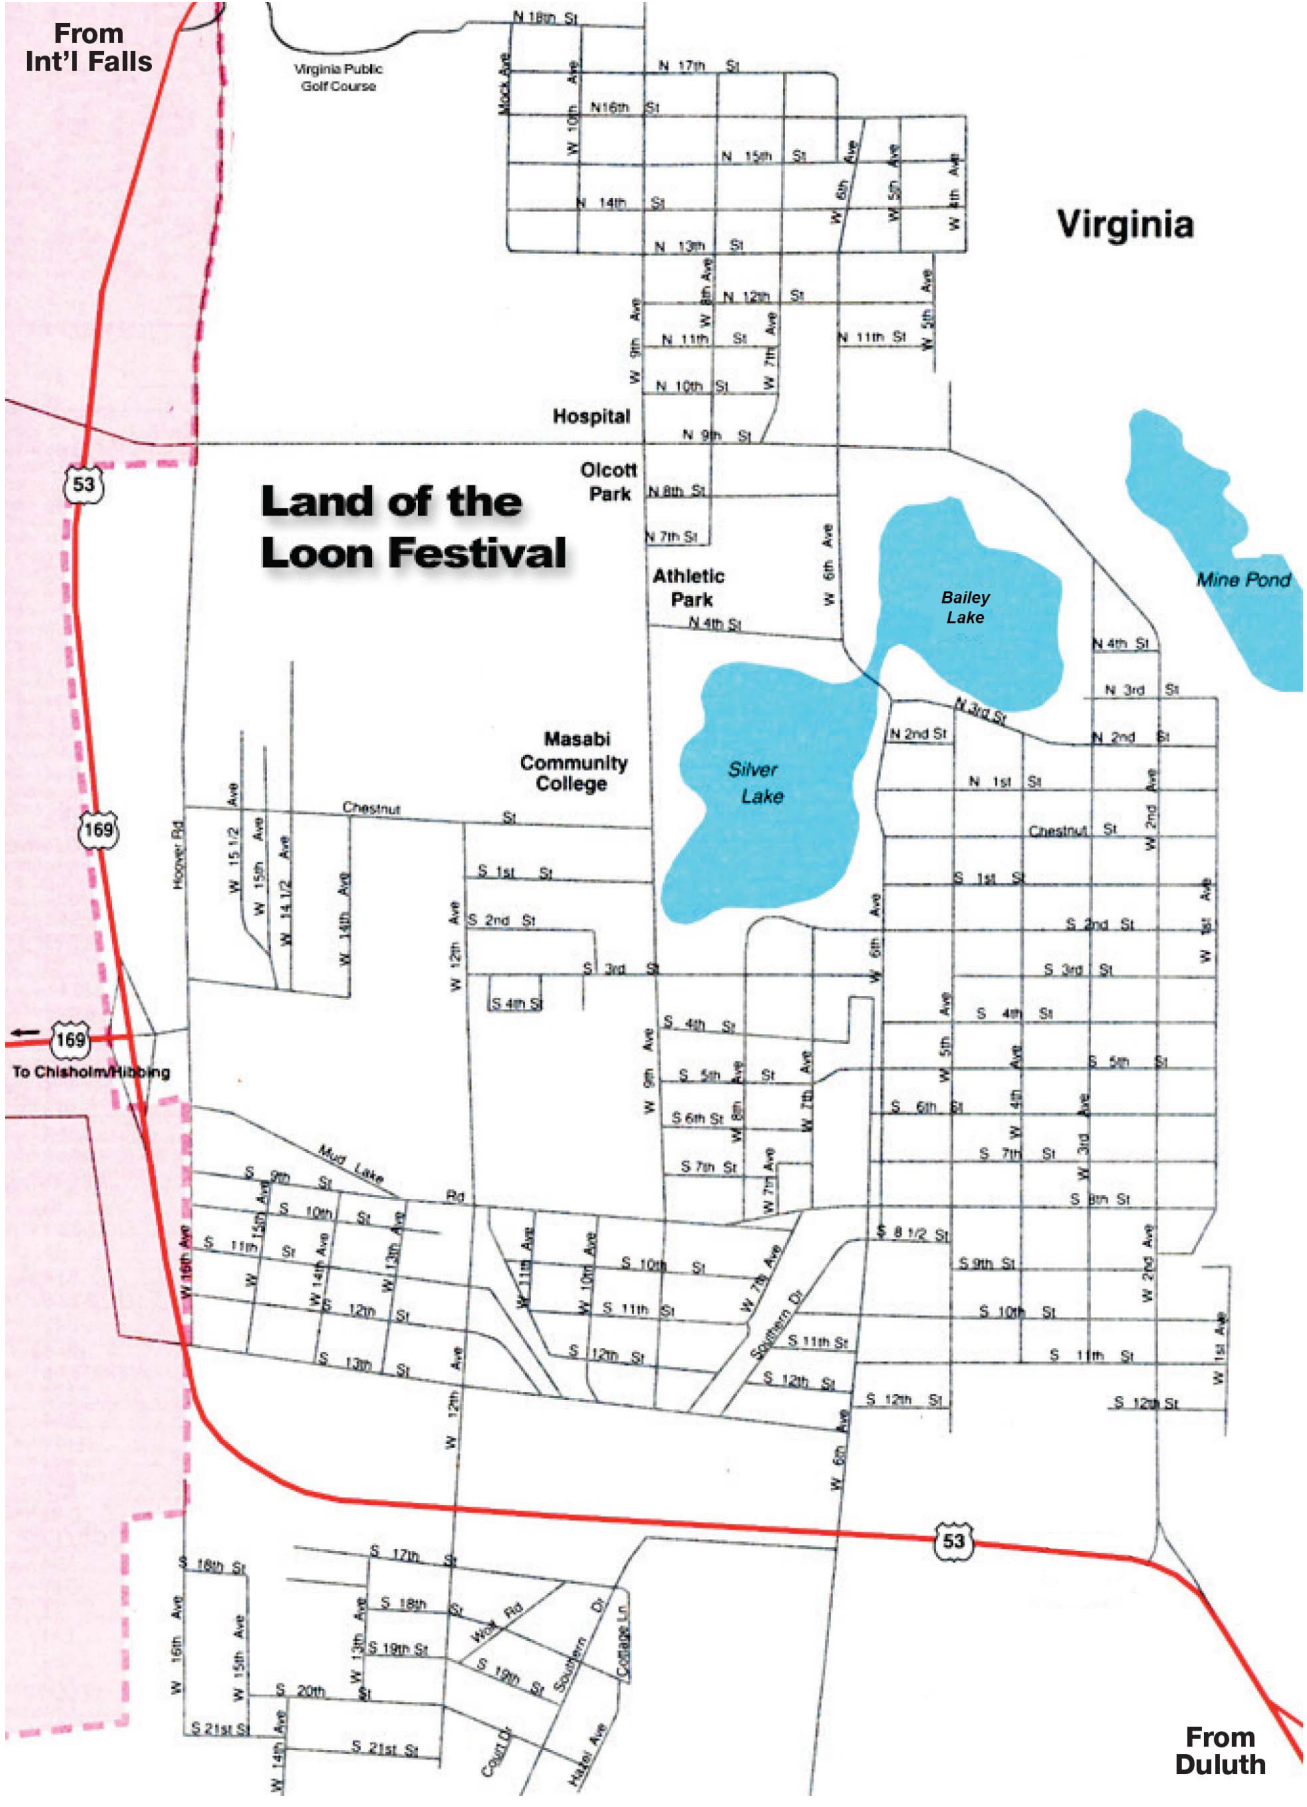 From
Int'l Falls
Virginia Public
Golf Course
N 18th St
Mock Ave
W 10th Ave
N 17th St
N16th St
N 15th St
N 14th St
N 13th St
W 6th Ave
W 5th Ave
W 4th Ave
Virginia
W 9th Ave
W 8th Ave
N 12th St
W 7th Ave
N 11th St
N 11th St
W 5th Ave
N 10th St
Hospital
N 9th St
53
Land of the
Loon Festival
Olcott
Park
N 8th St
N 7th St
W 6th Ave
Athletic
Park
N 4th St
Bailey
Lake
Mine Pond
N 4th St
N 3rd St
N 3rd St
N 2nd St
N 2nd St
Masabi
Community
College
Silver
Lake
N 1st St
W 2nd Ave
169
Hoover Rd
W 15 1/2 Ave
W 15th Ave
W 14 1/2 Ave
W 14th Ave
Chestnut St
Chestnut St
S 1st St
S 1st St
W 12th Ave
S 2nd St
S 2nd St
W 6th Ave
W 1st Ave
S 3rd St
S 3rd St
S 4th St
S 4th St
S 4th St
W 5th Ave
169
To Chisholm/Hibbing
W 9th Ave
S 5th St
W 8th Ave
W 7th Ave
W 4th Ave
S 5th St
S 6th St
S 6th St
W 3rd Ave
S 7th St
W 7th Ave
S 7th St
Mud Lake Rd
S 8th St
S 9th St
W 15th Ave
S 10th St
W 16th Ave
S 11th St
W 14th Ave
W 13th Ave
S 12th St
S 13th St
W 12th Ave
W 11th Ave
W 10th Ave
S 10th St
S 11th St
S 12th St
W 7th Ave
Southern Dr
S 8 1/2 St
S 9th St
W 2nd Ave
S 10th St
S 11th St
S 11th St
W 1st Ave
S 12th St
S 12th St
S 12th St
W 6th Ave
53
S 17th St
S 18th St
W 16th Ave
W 15th Ave
W 13th Ave
S 18th St
S 19th St
Wolf Rd
S 19th St
Southern Dr
Cottage Ln
S 20th St
S 21st St
W 14th Ave
S 21st St
Court Dr
Hazel Ave
From
Duluth